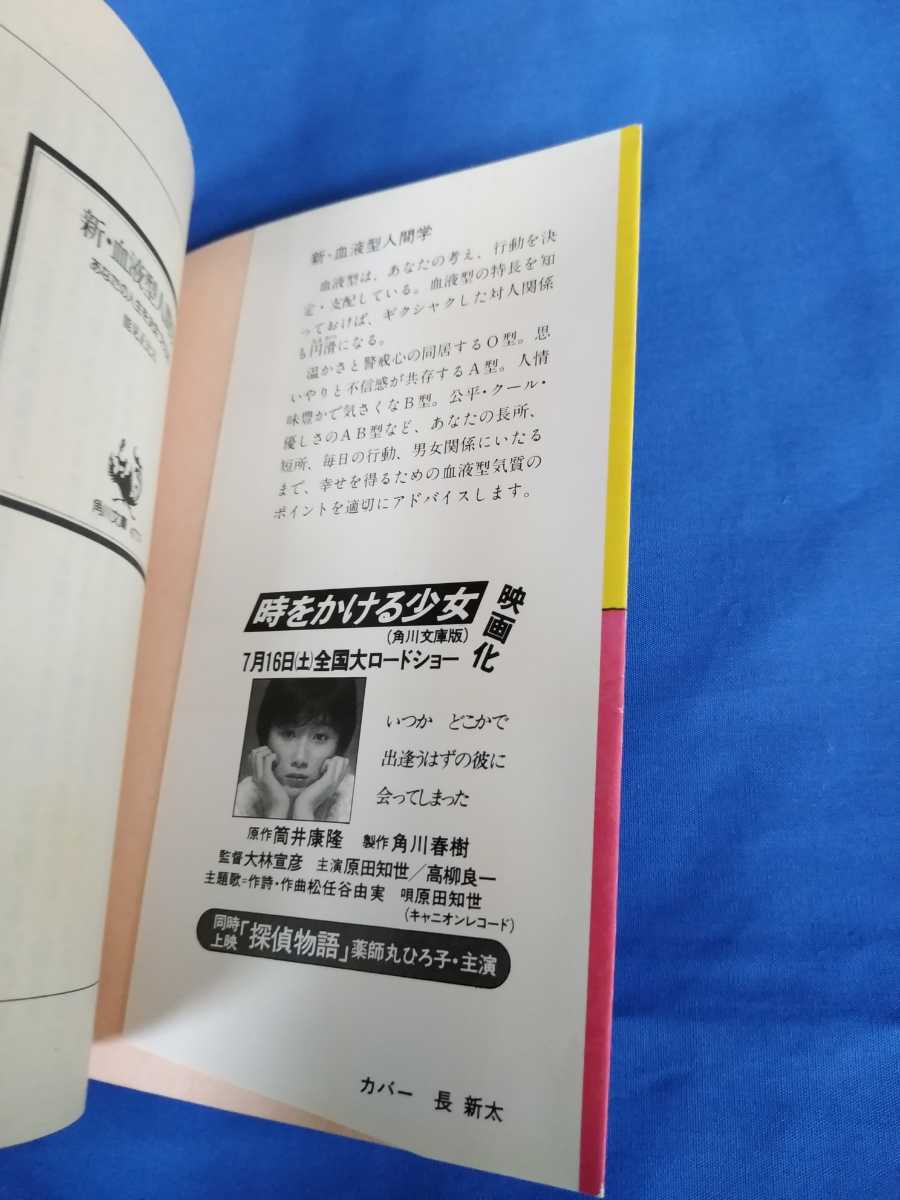 新・血液型人間学
血液型は、あなたの考え、行動を決
定・支配している。血液型の特長を知
っておけば、ギクシャクした対人関係
も円滑になる。
温かさと警戒心の同居するO型。思
いやりと不信感が共存するA型。人情
味豊かで気さくなB型。公平・クール・
優しさのAB型など、あなたの長所、
短所、毎日の行動、男女関係にいたる
まで、幸せを得るための血液型気質の
ポイントを適切にアドバイスします。
時をかける少女
(角川文庫版)
映画化
7月16日(土)全国大ロードショー
いつか どこかで
出逢うはずの彼に
会ってしまった
原作筒井康隆 製作角川春樹
監督大林宣彦 主演原田知世/高柳良一
主題歌=作詩・作曲松任谷由実 唄原田知世
(キャニオンレコード)
同時上映「探偵物語」薬師丸ひろ子・主演
カバー 長 新太
新・血液型人
角川文庫